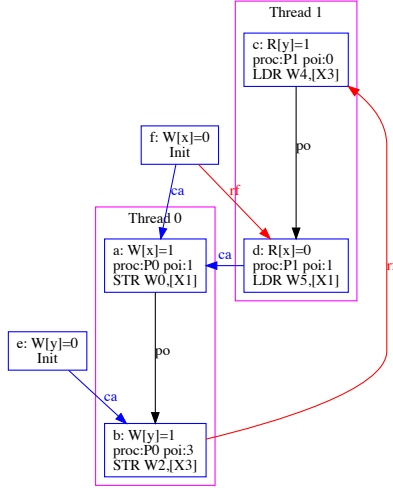 Thread 1
c: R[y]=1
proc:P1 poi:0
LDR W4,[X3]
po
f: W[x]=0
Init
ca
rf
Thread 0
a: W[x]=1
proc:P0 poi:1
STR W0,[X1]
ca
d: R[x]=0
proc:P1 poi:1
LDR W5,[X1]
e: W[y]=0
Init
po
ca
b: W[y]=1
proc:P0 poi:3
STR W2,[X3]